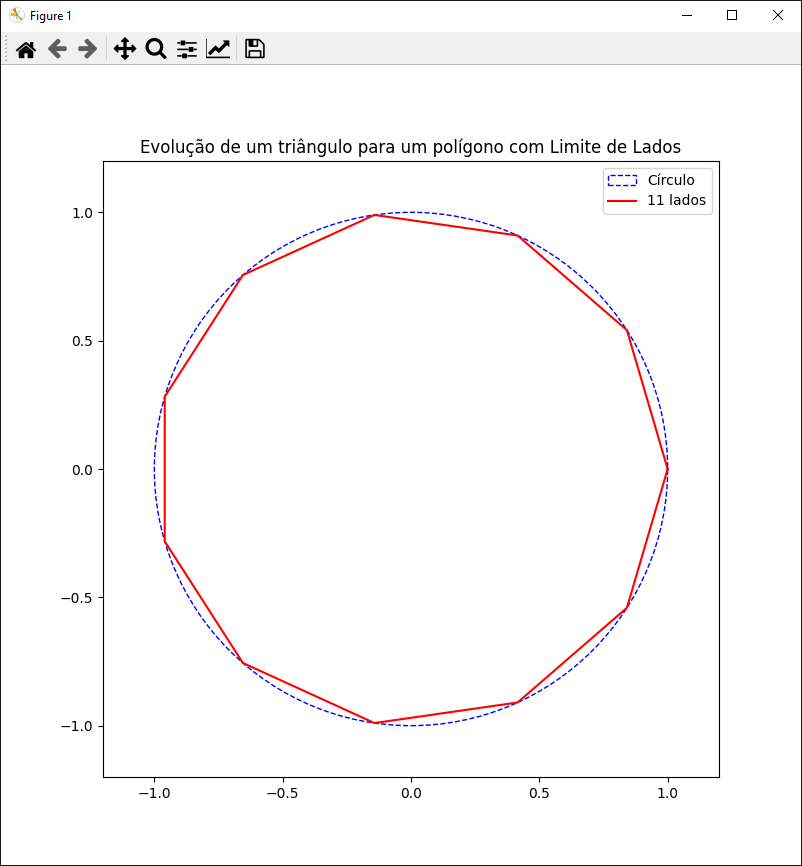 Figure 1
Evolução de um triângulo para um polígono com Limite de Lados
Círculo
11 lados
1.0
0.5
0.0
−0.5
−1.0
−1.0
−0.5
0.0
0.5
1.0